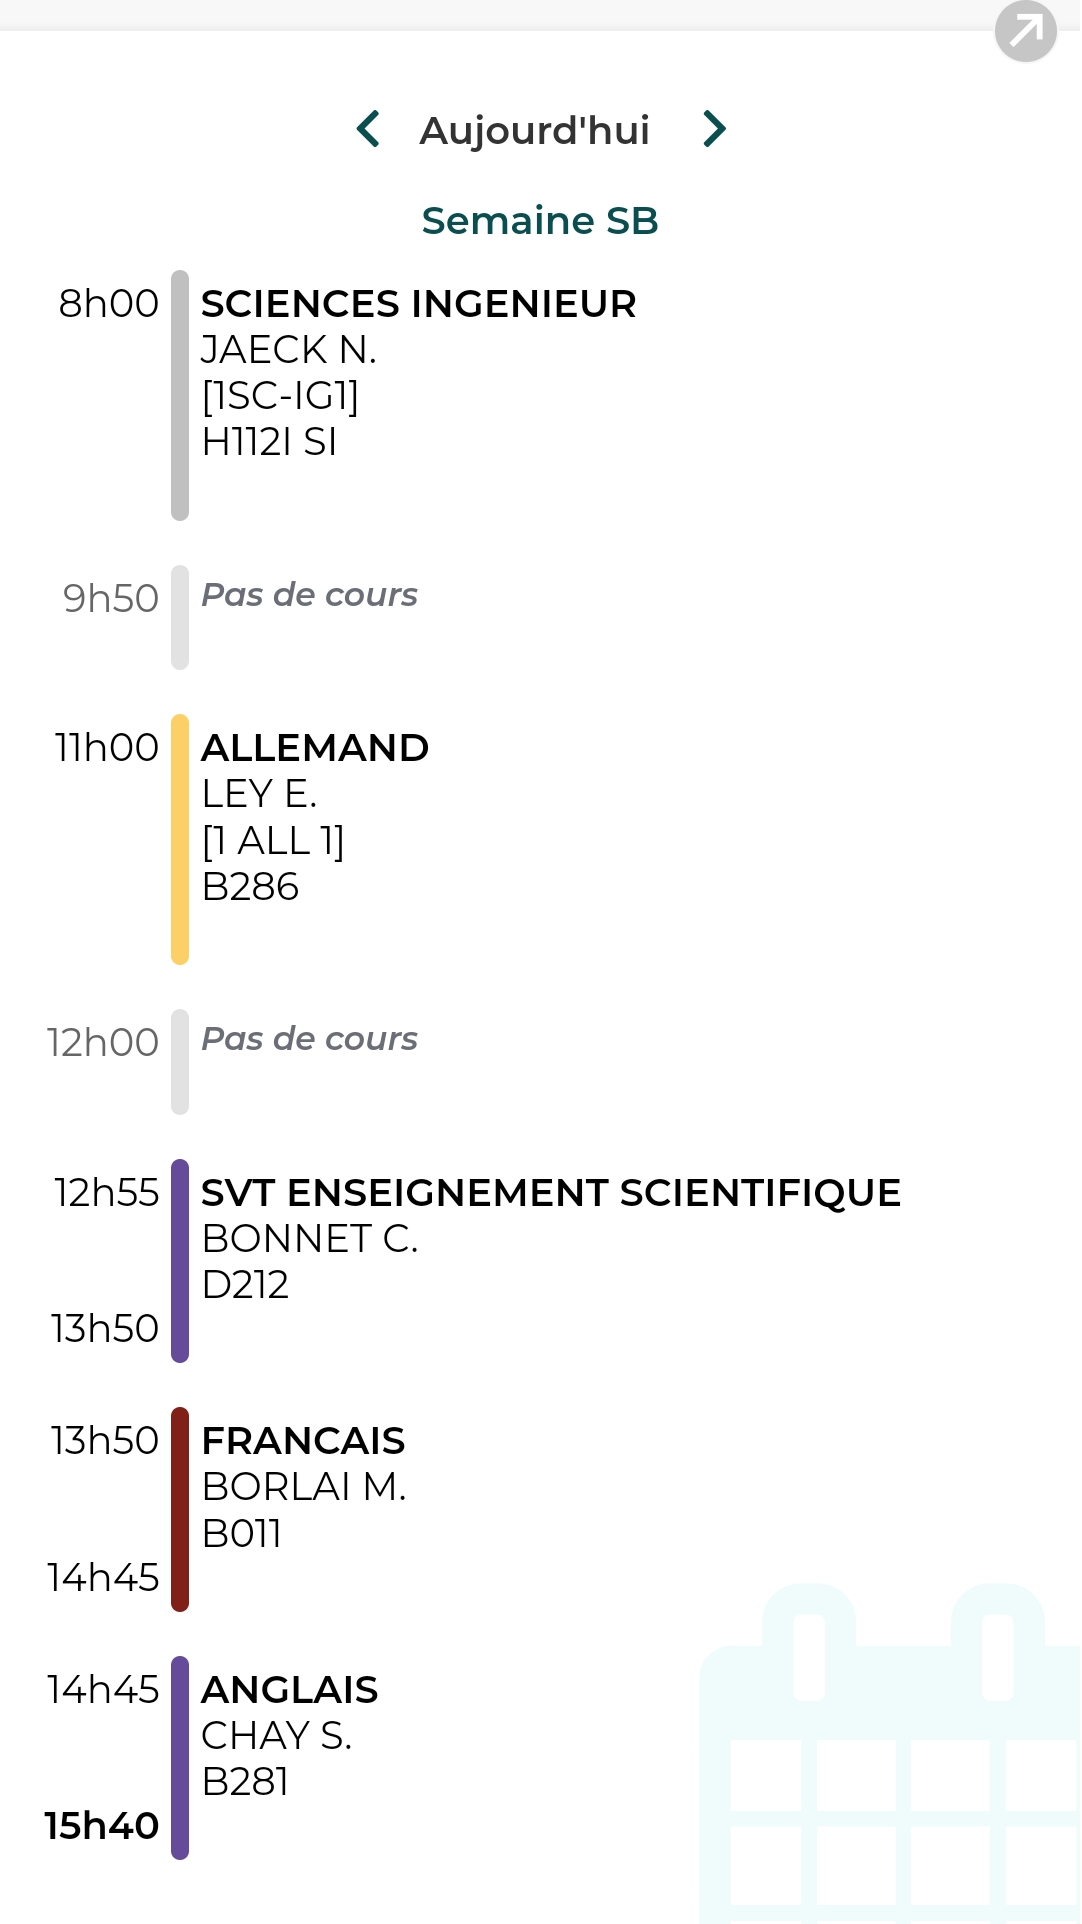 Aujourd'hui
Semaine SB
8h00 SCIENCES INGENIEUR
JAECK N.
[1SC-IG1]
H112I SI
9h50 Pas de cours
11h00 ALLEMAND
LEY E.
[1 ALL 1]
B286
12h00 Pas de cours
12h55 SVT ENSEIGNEMENT SCIENTIFIQUE
BONNET C.
D212
13h50
13h50 FRANCAIS
BORLAI M.
B011
14h45
14h45 ANGLAIS
CHAY S.
B281
15h40